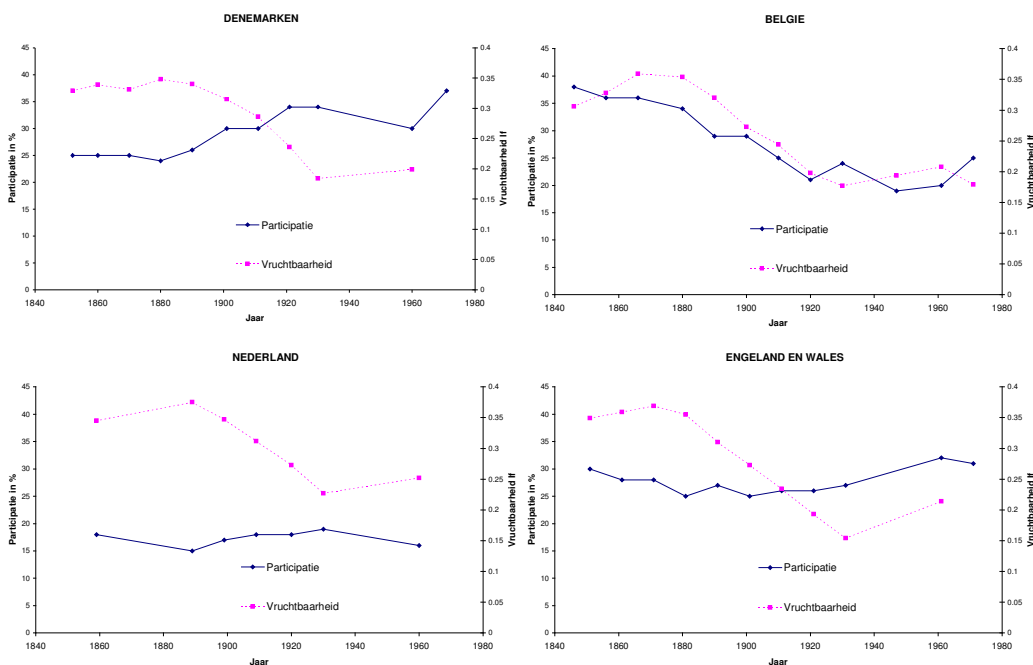 DENEMARKEN
45
40
35
30
25
20
15
10
5
0
Participatie in %
0.4
0.35
0.3
0.25
0.2
0.15
0.1
0.05
0
Vruchtbaarheid If
Participatie
Vruchtbaarheid
1840 1860 1880 1900 1920 1940 1960 1980
Jaar
BELGIE
45
40
35
30
25
20
15
10
5
0
Participatie in %
0.4
0.35
0.3
0.25
0.2
0.15
0.1
0.05
0
Vruchtbaarheid If
Participatie
Vruchtbaarheid
1840 1860 1880 1900 1920 1940 1960 1980
Jaar
NEDERLAND
45
40
35
30
25
20
15
10
5
0
Participatie in %
0.4
0.35
0.3
0.25
0.2
0.15
0.1
0.05
0
Vruchtbaarheid If
Participatie
Vruchtbaarheid
1840 1860 1880 1900 1920 1940 1960 1980
Jaar
ENGELAND EN WALES
45
40
35
30
25
20
15
10
5
0
Participatie in %
0.4
0.35
0.3
0.25
0.2
0.15
0.1
0.05
0
Vruchtbaarheid If
Participatie
Vruchtbaarheid
1840 1860 1880 1900 1920 1940 1960 1980
Jaar